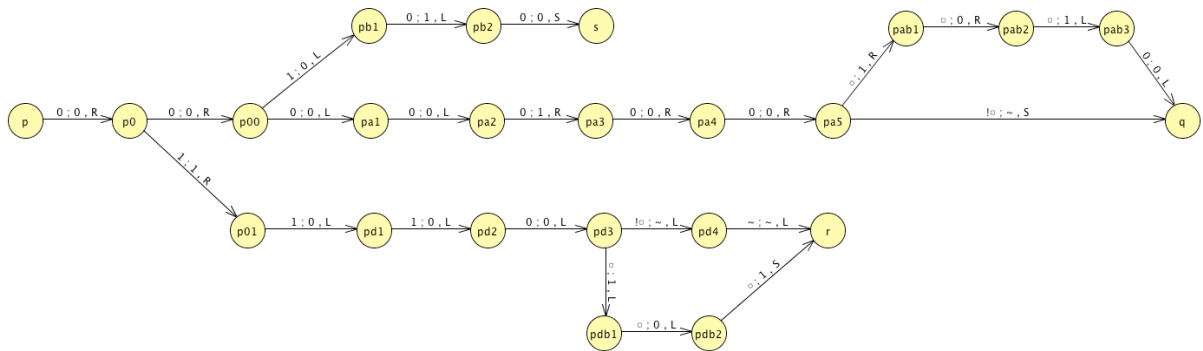 pb1 0;1,L pb2 0;0,S s
pab1 □;0,R pab2 □;1,L pab3
1;0,L
□;1,R
0;0,L
p 0;0,R p0 0;0,R p00 0;0,L pa1 0;0,L pa2 0;1,R pa3 0;0,R pa4 0;0,R pa5 !□;~,S q
1;1,R
p01 1;0,L pd1 1;0,L pd2 0;0,L pd3 !□;~,L pd4 ~;~,L r
□;1,L
□;1,S
pdb1 □;0,L pdb2